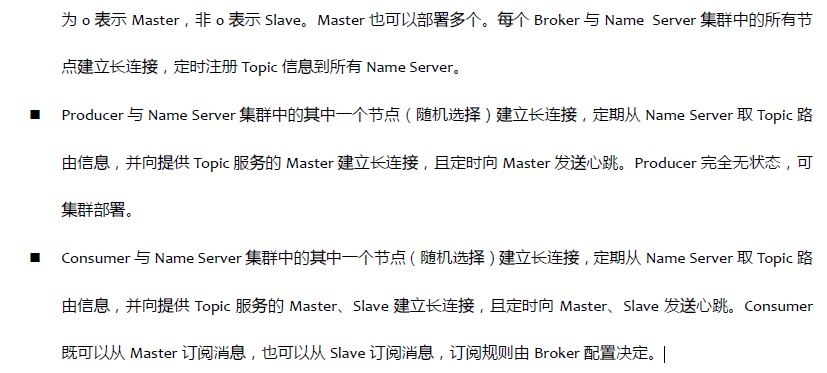 为 0 表示 Master，非 0 表示 Slave。Master 也可以部署多个。每个 Broker 与 Name Server 集群中的所有节
点建立长连接，定时注册 Topic 信息到所有 Name Server。
■ Producer 与 Name Server 集群中的其中一个节点（随机选择）建立长连接，定期从 Name Server 取 Topic 路
由信息，并向提供 Topic 服务的 Master 建立长连接，且定时向 Master 发送心跳。Producer 完全无状态，可
集群部署。
■ Consumer 与 Name Server 集群中的其中一个节点（随机选择）建立长连接，定期从 Name Server 取 Topic 路
由信息，并向提供 Topic 服务的 Master、Slave 建立长连接，且定时向 Master、Slave 发送心跳。Consumer
既可以从 Master 订阅消息，也可以从 Slave 订阅消息，订阅规则由 Broker 配置决定。